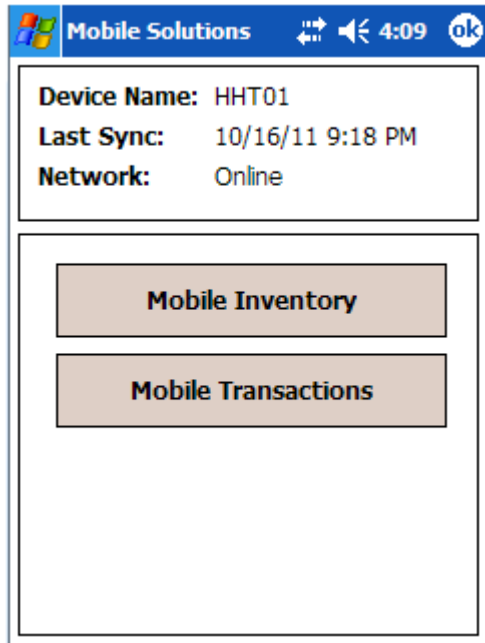 Mobile Solutions 4:09 ok
Device Name: HHT01
Last Sync: 10/16/11 9:18 PM
Network: Online
Mobile Inventory
Mobile Transactions